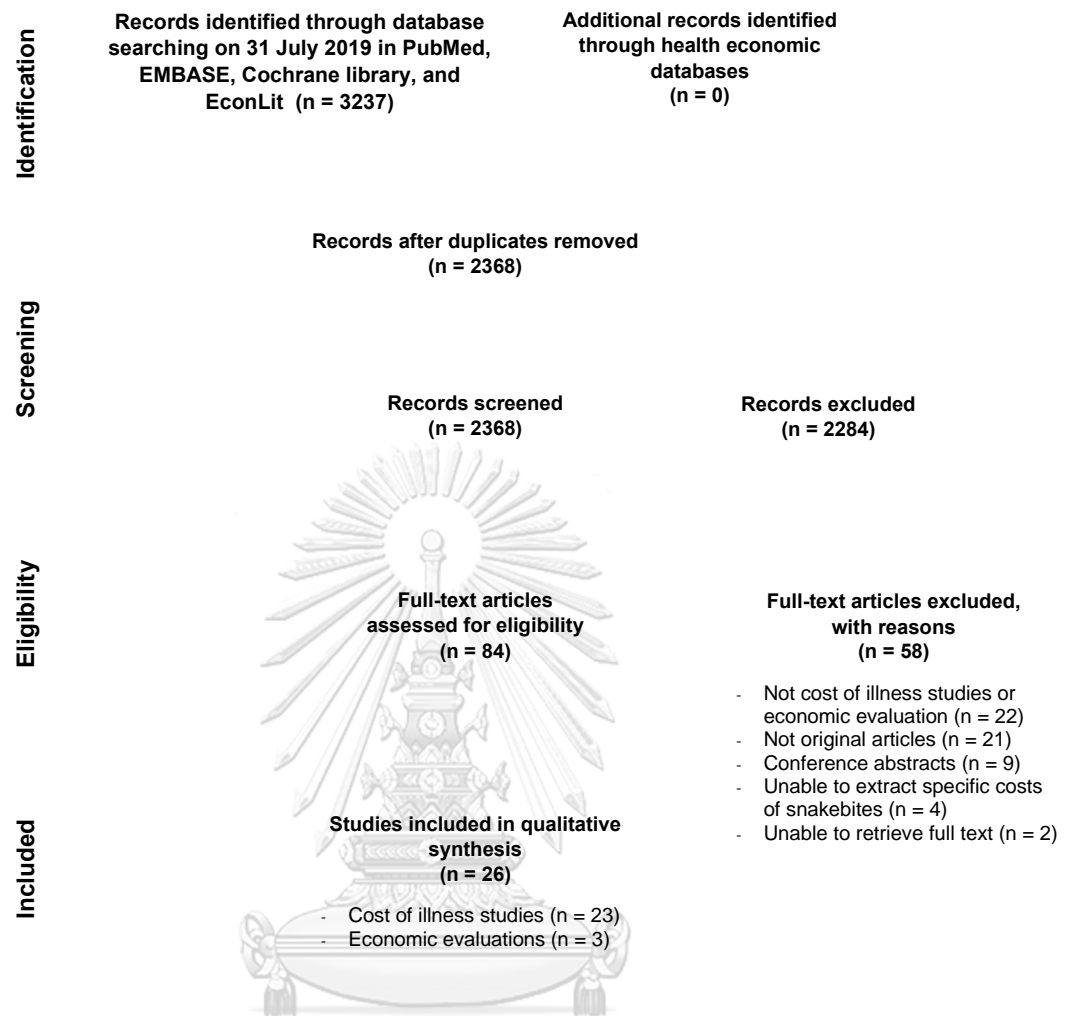 Identification
Records identified through database
searching on 31 July 2019 in PubMed,
EMBASE, Cochrane library, and
EconLit (n = 3237)
Additional records identified
through health economic
databases
(n = 0)
Screening
Records after duplicates removed
(n = 2368)
Records screened
(n = 2368)
Records excluded
(n = 2284)
Eligibility
Full-text articles
assessed for eligibility
(n = 84)
Full-text articles excluded,
with reasons
(n = 58)
- Not cost of illness studies or
economic evaluation (n = 22)
- Not original articles (n = 21)
- Conference abstracts (n = 9)
- Unable to extract specific costs
of snakebites (n = 4)
- Unable to retrieve full text (n = 2)
Included
Studies included in qualitative
synthesis
(n = 26)
- Cost of illness studies (n = 23)
- Economic evaluations (n = 3)